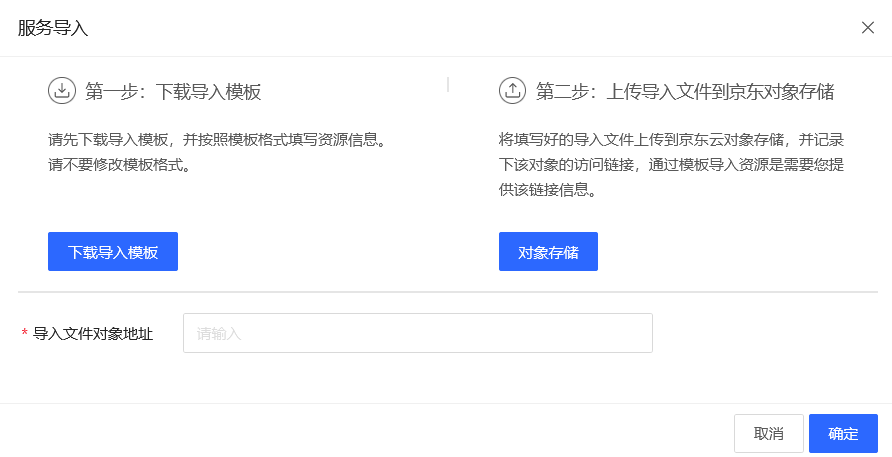 服务导入
第一步：下载导入模板
请先下载导入模板，并按照模板格式填写资源信息。
请不要修改模板格式。
下载导入模板
第二步：上传导入文件到京东对象存储
将填写好的导入文件上传到京东云对象存储，并记录
下该对象的访问链接，通过模板导入资源是需要您提
供该链接信息。
对象存储
* 导入文件对象地址
请输入
取消
确定